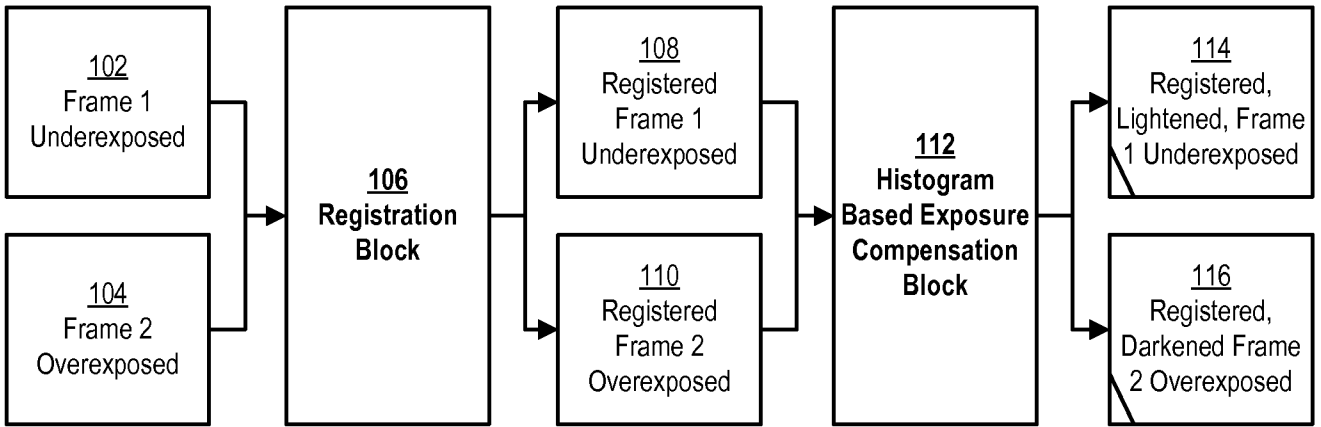 102
Frame 1
Underexposed
104
Frame 2
Overexposed
106
Registration
Block
108
Registered
Frame 1
Underexposed
110
Registered
Frame 2
Overexposed
112
Histogram
Based Exposure
Compensation
Block
114
Registered,
Lightened, Frame
1 Underexposed
116
Registered,
Darkened Frame
2 Overexposed